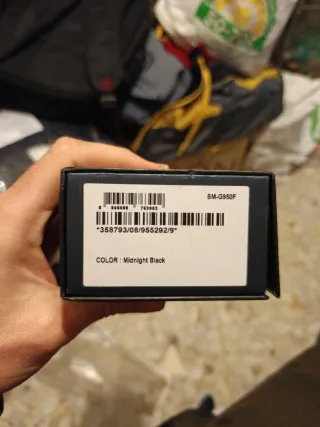 SM-G950F
*358793/08/955292/9*
COLOR : Midnight Black